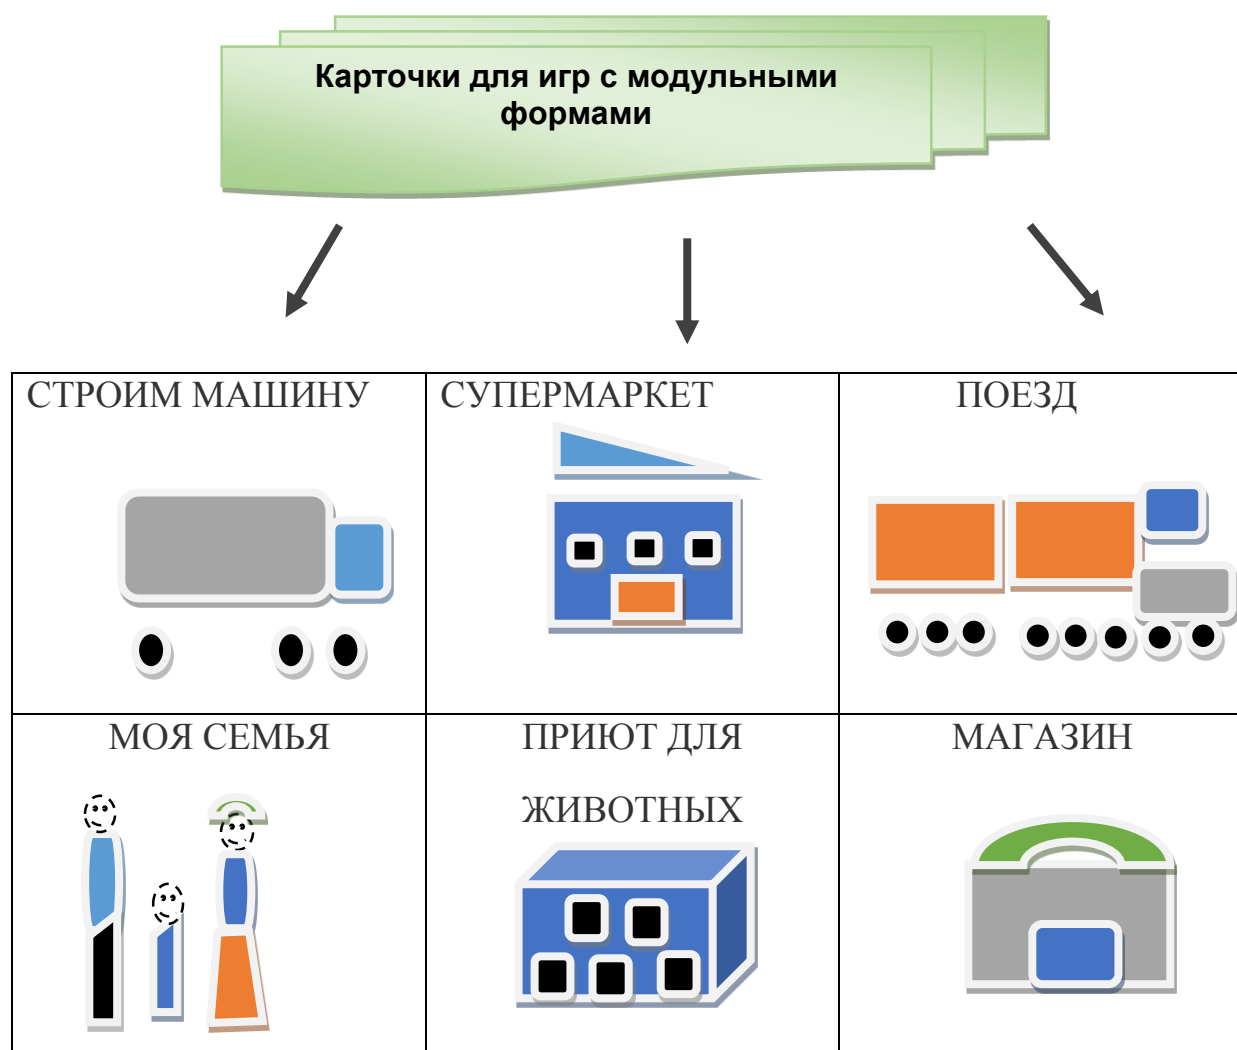 Карточки для игр с модульными
формами
СТРОИМ МАШИНУ
СУПЕРМАРКЕТ
ПОЕЗД
МОЯ СЕМЬЯ
ПРИЮТ ДЛЯ
ЖИВОТНЫХ
МАГАЗИН